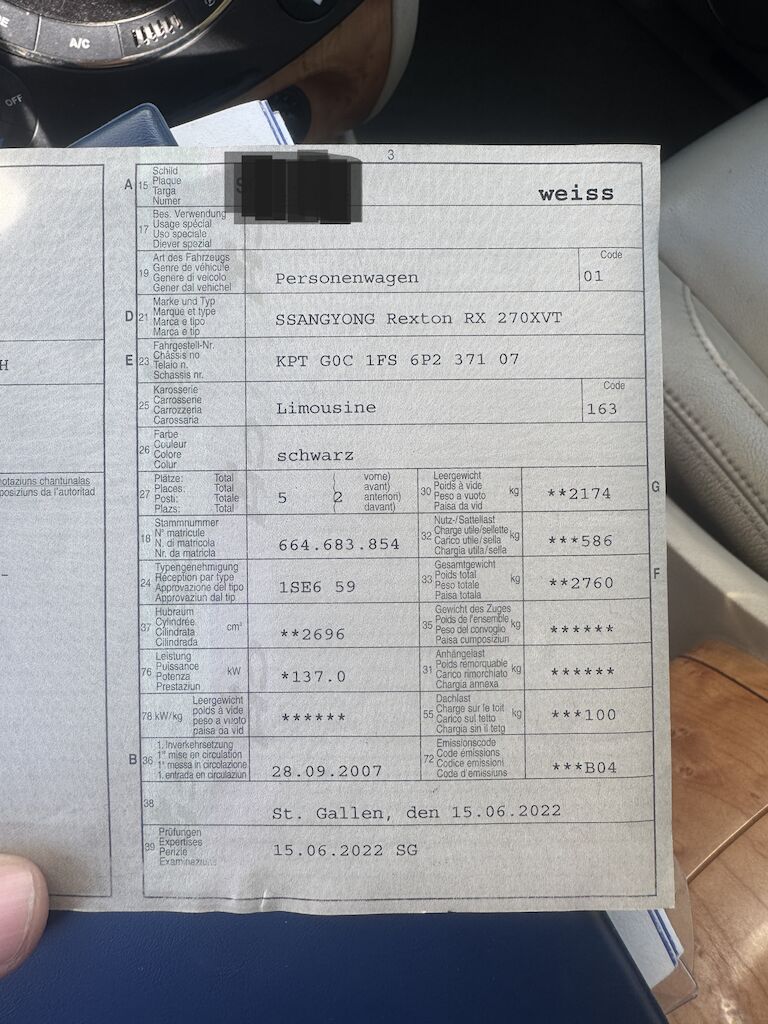 A/C
OFF
3
A 15 Schild
Plaque
Targa
Numer
weiss
17 Bes. Verwendung
Usage spécial
Uso speciale
Diever spezial
19 Art des Fahrzeugs
Genre de véhicule
Genere di veicolo
Gener dal vehichel
Personenwagen
Code
01
D 21 Marke und Typ
Marque et type
Marca e tipo
Marca e tip
SSANGYONG Rexton RX 270XVT
E 23 Fahrgestell-Nr.
Châssis no
Telaio n.
Schassis nr.
KPT G0C 1FS 6P2 371 07
25 Karosserie
Carrosserie
Carrozzeria
Carossaria
Limousine
Code
163
26 Farbe
Couleur
Colore
Colur
schwarz
27 Plätze: Total
Places: Total
Posti: Totale
Plazs: Total
5 ( 2 vorne)
avant)
anteriori)
davant)
30 Leergewicht
Poids à vide
Peso a vuoto
Paisa da vid
kg
**2174
G
18 Stammnummer
N° matricule
N. di matricola
Nr. da matricla
664.683.854
32 Nutz-/Sattellast
Charge utile/sellette
Carico utile/sella
Chargia utila/sella
kg
***586
24 Typengenehmigung
Réception par type
Approvazione del tipo
Approvaziun dal tip
1SE6 59
33 Gesamtgewicht
Poids total
Peso totale
Paisa totala
kg
**2760
F
37 Hubraum
Cylindrée
Cilindrata
Cilindrada
cm³
**2696
35 Gewicht des Zuges
Poids de l'ensemble
Peso del convoglio
Paisa cumposiziun
kg
******
76 Leistung
Puissance
Potenza
Prestaziun
kW
*137.0
31 Anhängelast
Poids remorquable
Carico rimorchiato
Chargia annexa
kg
******
78 kW/kg Leergewicht
poids à vide
peso a vuoto
paisa da vid
******
55 Dachlast
Charge sur le toit
Carico sul tetto
Chargia sin il tetg
kg
***100
B 36 1. Inverkehrsetzung
1re mise en circulation
1a messa in circolazione
1. entrada en circulaziun
28.09.2007
72 Emissionscode
Code émissions
Codice emissioni
Code d'emissiuns
***B04
38
St. Gallen, den 15.06.2022
39 Prüfungen
Expertises
Perizie
Examinaziuns
15.06.2022 SG
H
notaziuns chantunalas
posiziuns da l'autoritad